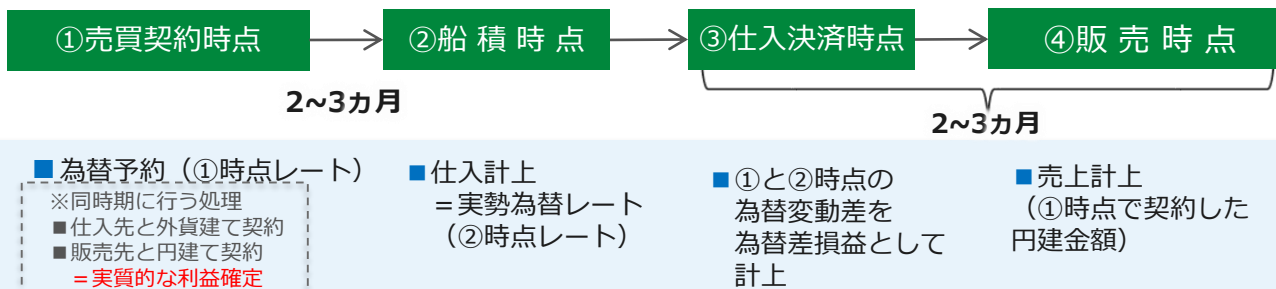 ①売買契約時点
②船積時点
③仕入決済時点
④販売時点
2~3ヵ月
2~3ヵ月
■為替予約（①時点レート）
※同時期に行う処理
■仕入先と外貨建て契約
■販売先と円建て契約
＝実質的な利益確定
■仕入計上
＝実勢為替レート
（②時点レート）
■①と②時点の
為替変動差を
為替差損益として
計上
■売上計上
（①時点で契約した
円建金額）